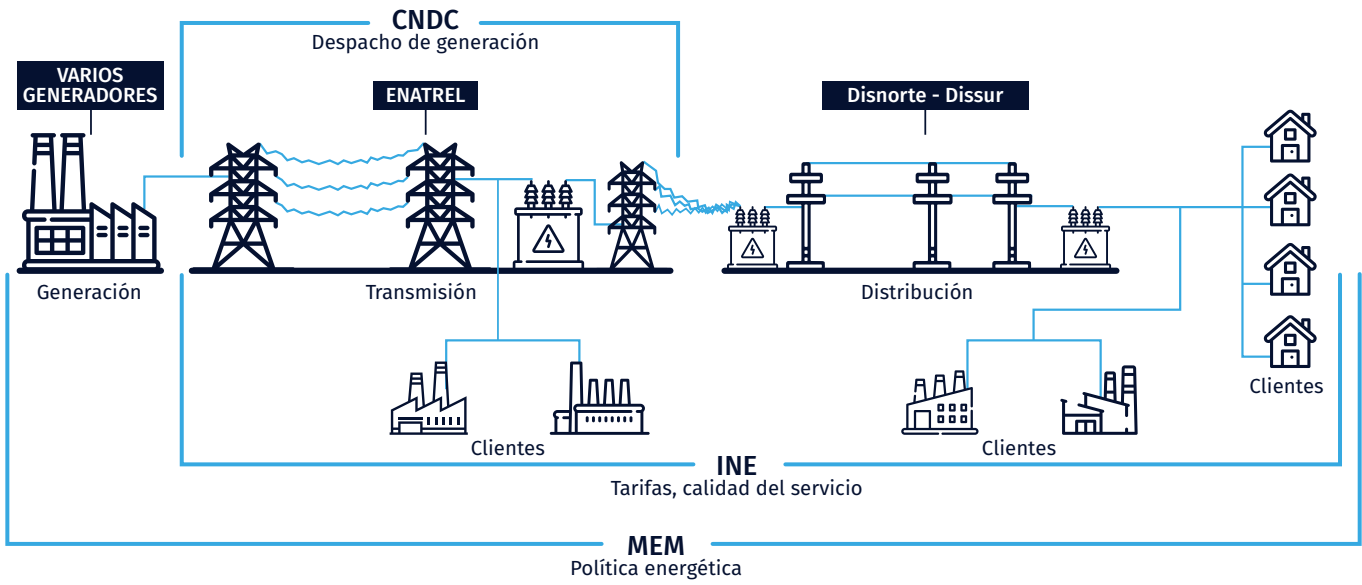 CNDC
Despacho de generación
VARIOS
GENERADORES
ENATREL
Disnorte - Dissur
Generación
Transmisión
Distribución
Clientes
Clientes
Clientes
INE
Tarifas, calidad del servicio
MEM
Política energética